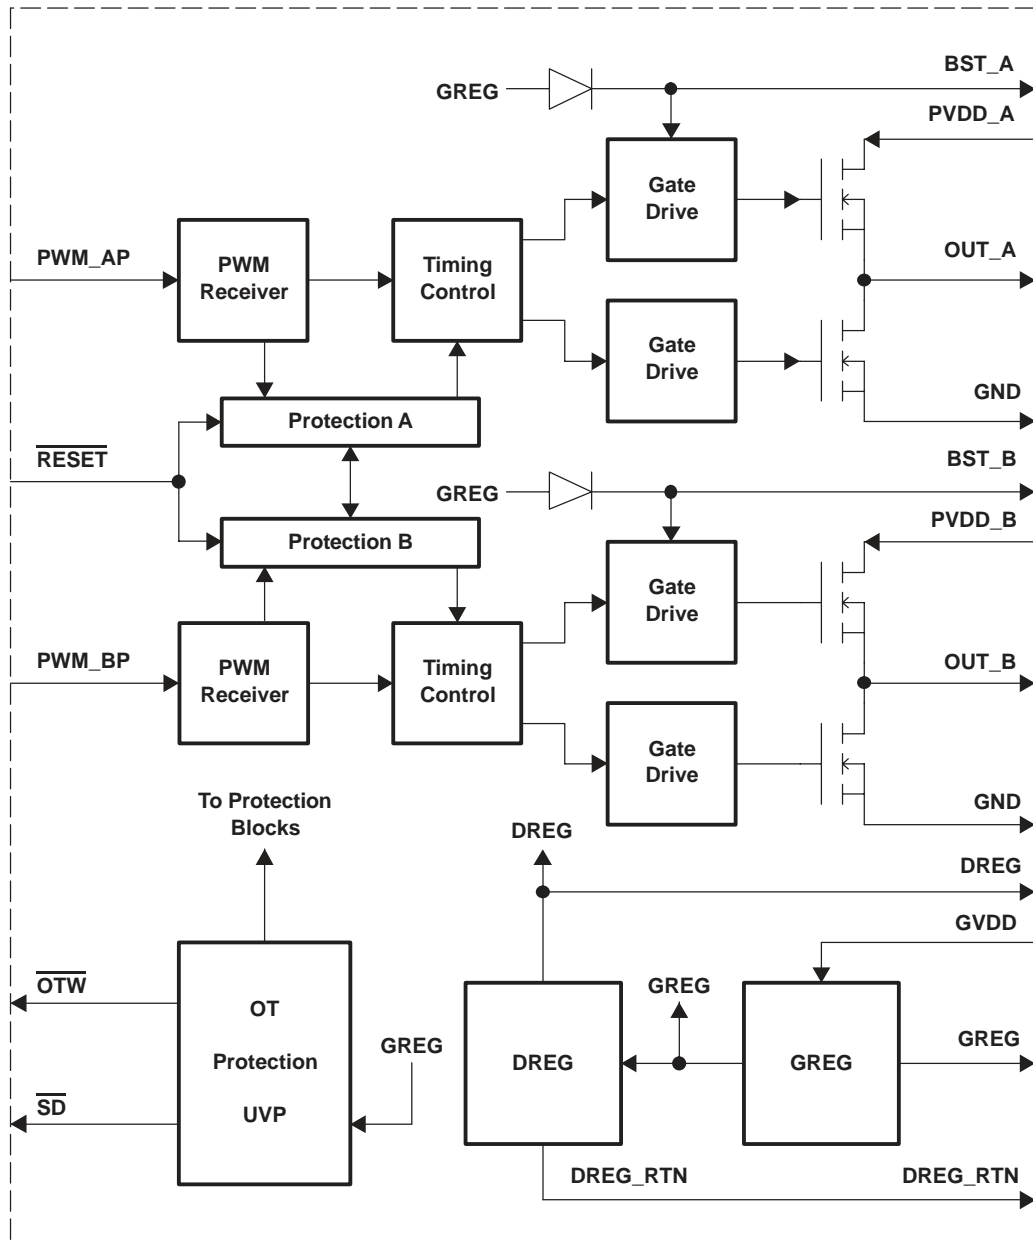 BST_A
GREG
PVDD_A
Gate
Drive
PWM_AP
PWM
Receiver
Timing
Control
OUT_A
Gate
Drive
GND
Protection A
RESET
BST_B
GREG
PVDD_B
Protection B
Gate
Drive
PWM_BP
PWM
Receiver
Timing
Control
OUT_B
Gate
Drive
To Protection
Blocks
GND
DREG
DREG
GVDD
OTW
OT
GREG
GREG
GREG
Protection
DREG
GREG
SD
UVP
DREG_RTN
DREG_RTN